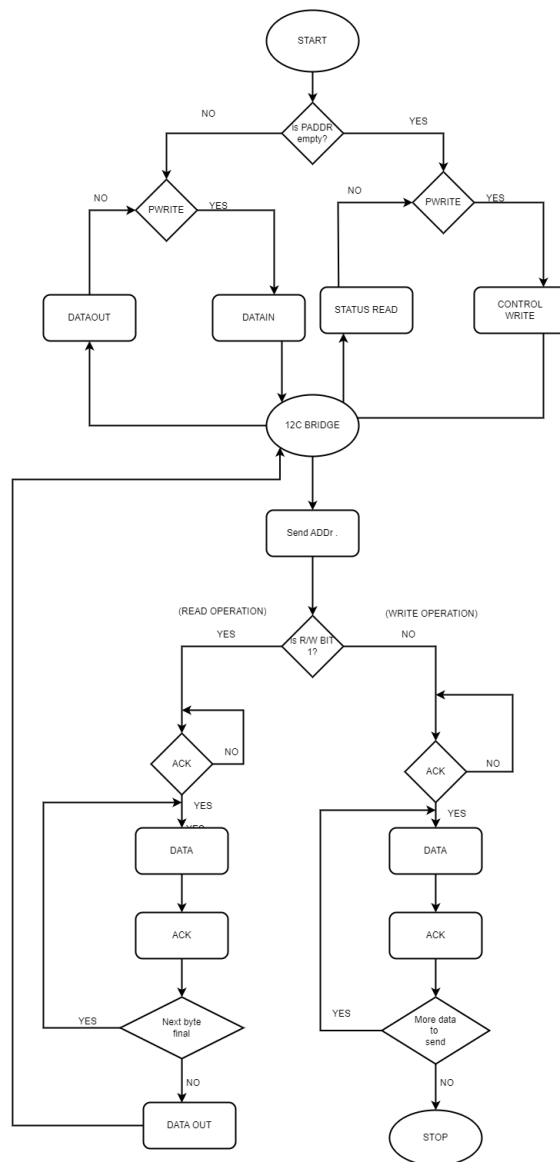 START
NO
YES
is PADDR
empty?
NO
PWRITE
YES
NO
PWRITE
YES
DATAOUT
DATAIN
STATUS READ
CONTROL
WRITE
12C BRIDGE
Send ADDr .
(READ OPERATION)
(WRITE OPERATION)
YES
is R/W BIT
1?
NO
ACK
NO
ACK
NO
YES
YES
YES
DATA
DATA
ACK
ACK
YES
Next byte
final
YES
More data
to
send
NO
NO
DATA OUT
STOP